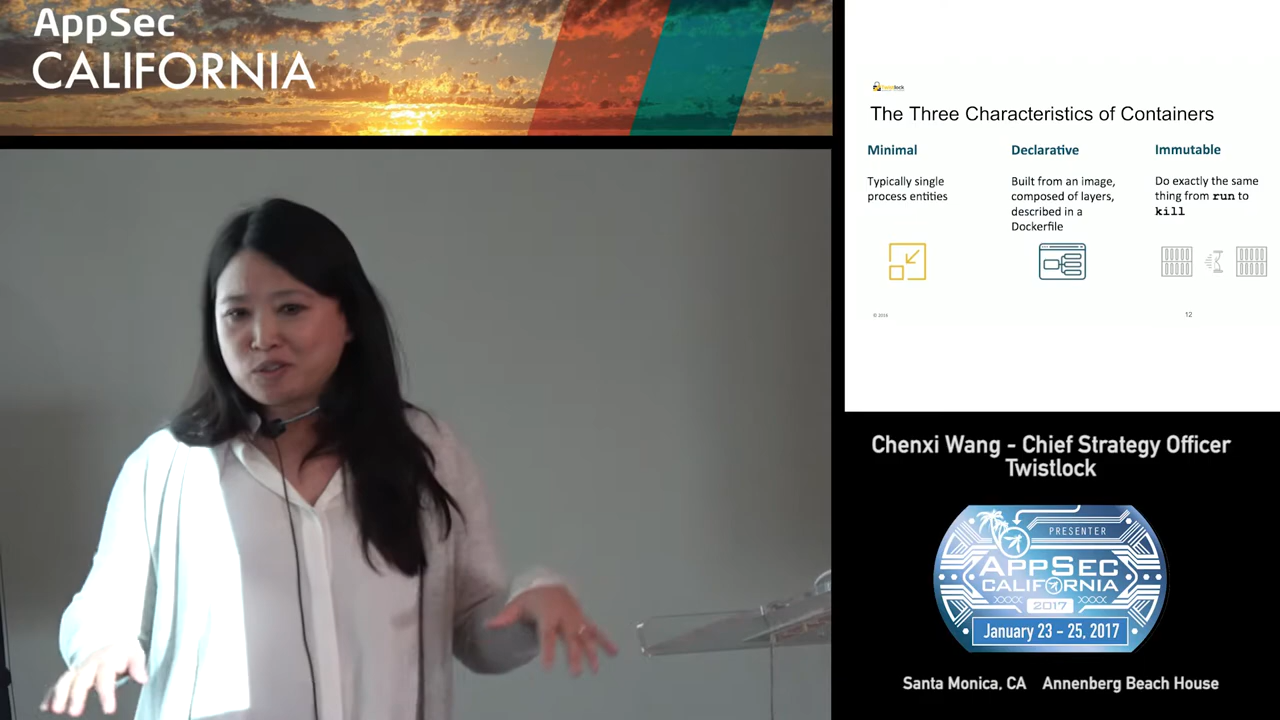 AppSec
CALIFORNIA
Twistlock
The Three Characteristics of Containers
Minimal
Typically single
process entities
Declarative
Built from an image,
composed of layers,
described in a
Dockerfile
Immutable
Do exactly the same
thing from run to
kill
© 2016
12
Chenxi Wang - Chief Strategy Officer
Twistlock
PRESENTER
APPSEC
CALIFORNIA
2017
January 23 - 25, 2017
Santa Monica, CA Annenberg Beach House